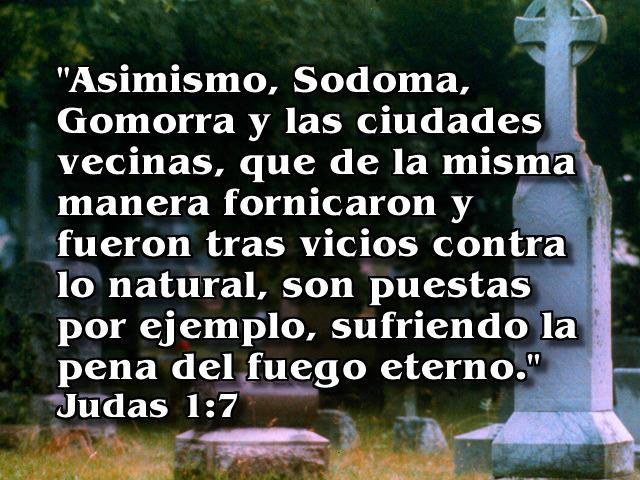 "Asimismo, Sodoma,
Gomorra y las ciudades
vecinas, que de la misma
manera fornicaron y
fueron tras vicios contra
lo natural, son puestas
por ejemplo, sufriendo la
pena del fuego eterno."
Judas 1:7